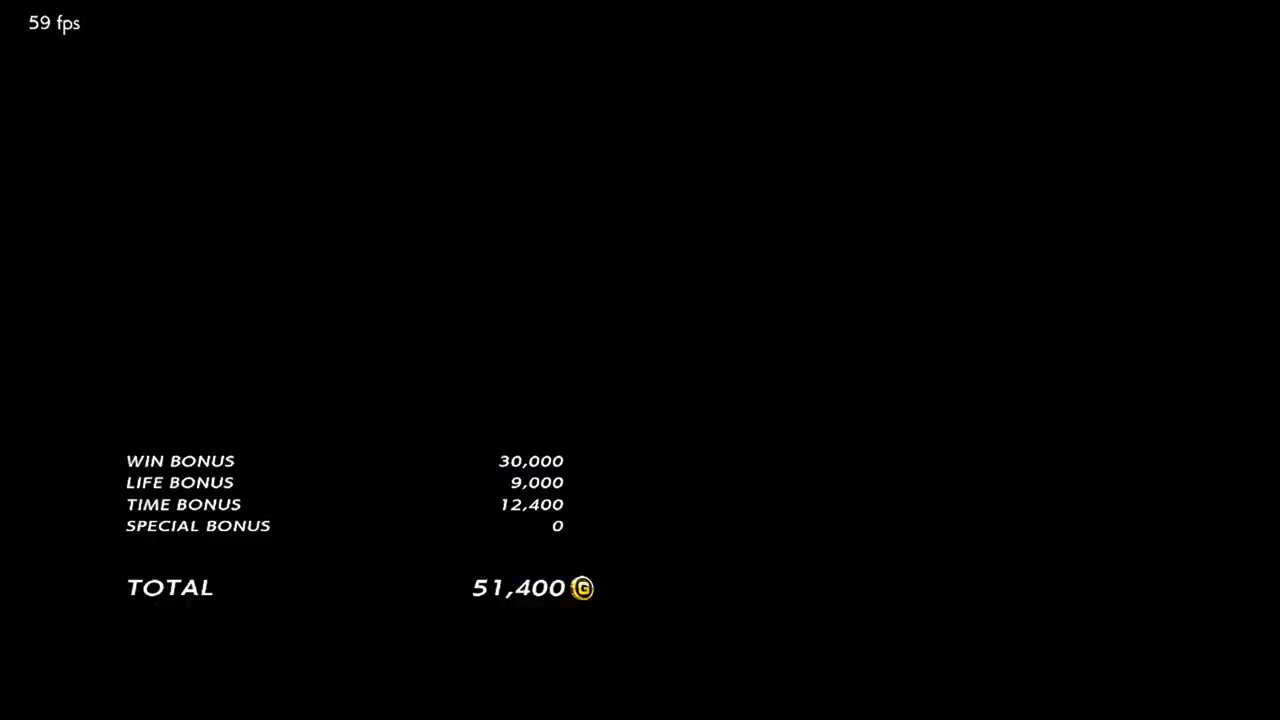 59 fps
WIN BONUS 30,000
LIFE BONUS 9,000
TIME BONUS 12,400
SPECIAL BONUS 0
TOTAL 51,400 G